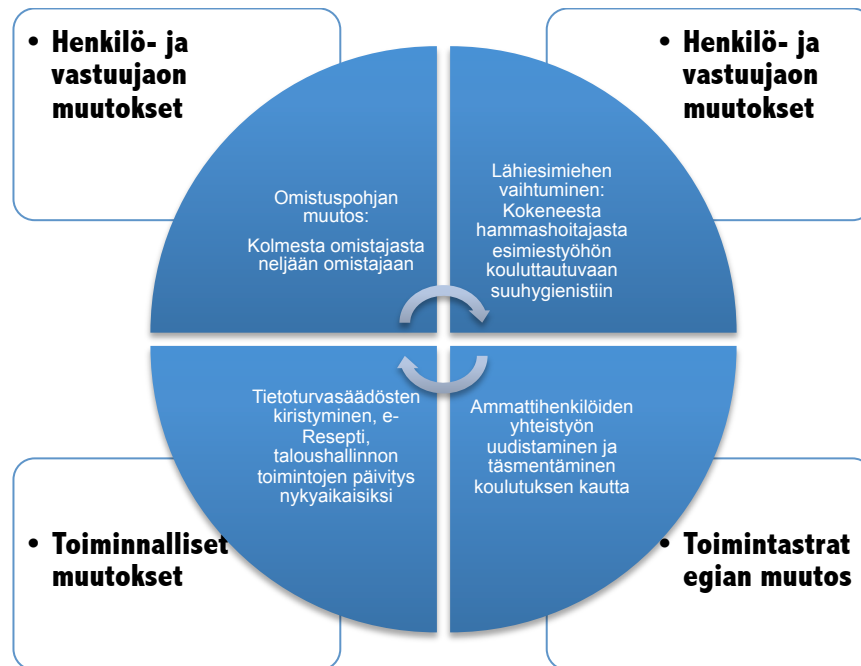 • Henkilö- ja
vastuujaon
muutokset
• Henkilö- ja
vastuujaon
muutokset
Omistuspohjan
muutos:
Kolmesta omistajasta
neljään omistajaan
Lähiesimiehen
vaihtuminen:
Kokeneesta
hammashoitajasta
esimiestyöhön
kouluttautuvaan
suuhygienistiin
Tietoturvasäädösten
kiristyminen, e-
Resepti,
taloushallinnon
toimintojen päivitys
nykyaikaisiksi
Ammattihenkilöiden
yhteistyön
uudistaminen ja
täsmentäminen
koulutuksen kautta
• Toiminnalliset
muutokset
• Toimintastrat
egian muutos